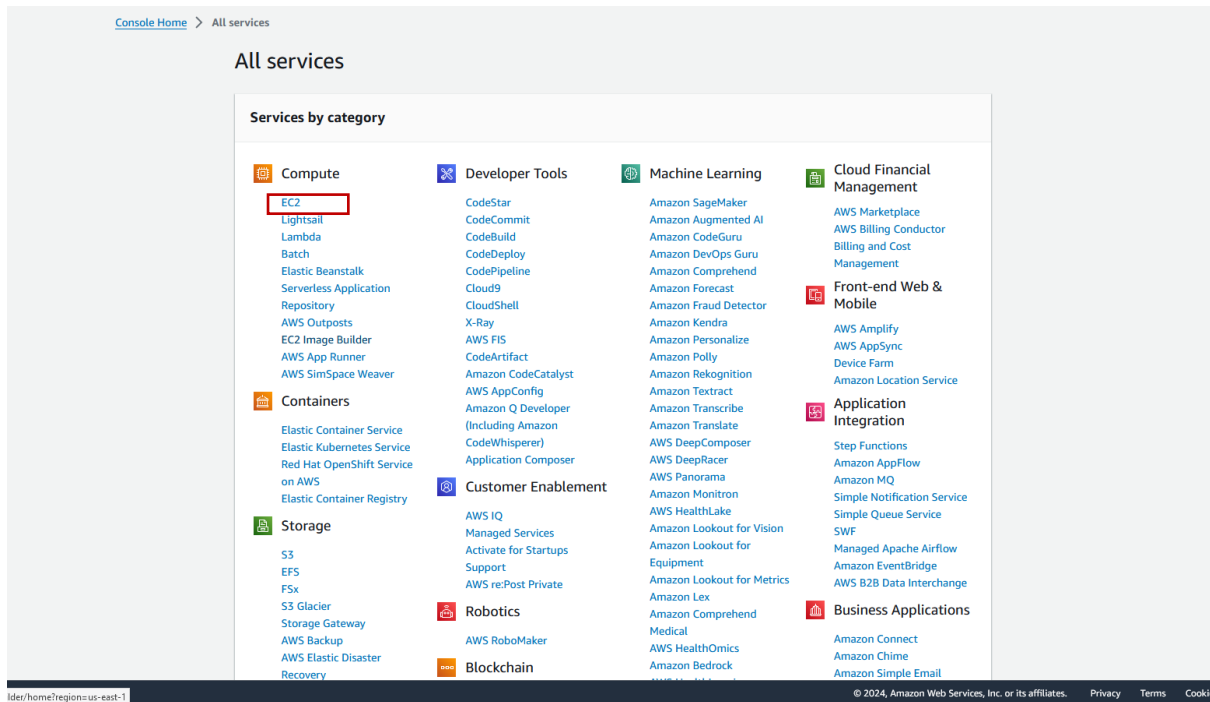 Console Home > All services
All services
Services by category
Compute
EC2
Lightsail
Lambda
Batch
Elastic Beanstalk
Serverless Application
Repository
AWS Outposts
EC2 Image Builder
AWS App Runner
AWS SimSpace Weaver
Containers
Elastic Container Service
Elastic Kubernetes Service
Red Hat OpenShift Service
on AWS
Elastic Container Registry
Storage
S3
EFS
FSx
S3 Glacier
Storage Gateway
AWS Backup
AWS Elastic Disaster
Recovery
Developer Tools
CodeStar
CodeCommit
CodeBuild
CodeDeploy
CodePipeline
Cloud9
CloudShell
X-Ray
AWS FIS
CodeArtifact
Amazon CodeCatalyst
AWS AppConfig
Amazon Q Developer
(Including Amazon
CodeWhisperer)
Application Composer
Customer Enablement
AWS IQ
Managed Services
Activate for Startups
Support
AWS re:Post Private
Robotics
AWS RoboMaker
Blockchain
Machine Learning
Amazon SageMaker
Amazon Augmented AI
Amazon CodeGuru
Amazon DevOps Guru
Amazon Comprehend
Amazon Forecast
Amazon Fraud Detector
Amazon Kendra
Amazon Personalize
Amazon Polly
Amazon Rekognition
Amazon Textract
Amazon Transcribe
Amazon Translate
AWS DeepComposer
AWS DeepRacer
AWS Panorama
Amazon Monitron
AWS HealthLake
Amazon Lookout for Vision
Amazon Lookout for
Equipment
Amazon Lookout for Metrics
Amazon Lex
Amazon Comprehend
Medical
AWS HealthOmics
Amazon Bedrock
Cloud Financial
Management
AWS Marketplace
AWS Billing Conductor
Billing and Cost
Management
Front-end Web &
Mobile
AWS Amplify
AWS AppSync
Device Farm
Amazon Location Service
Application
Integration
Step Functions
Amazon AppFlow
Amazon MQ
Simple Notification Service
Simple Queue Service
SWF
Managed Apache Airflow
Amazon EventBridge
AWS B2B Data Interchange
Business Applications
Amazon Connect
Amazon Chime
Amazon Simple Email
lder/home?region=us-east-1
© 2024, Amazon Web Services, Inc. or its affiliates. Privacy Terms Cooki